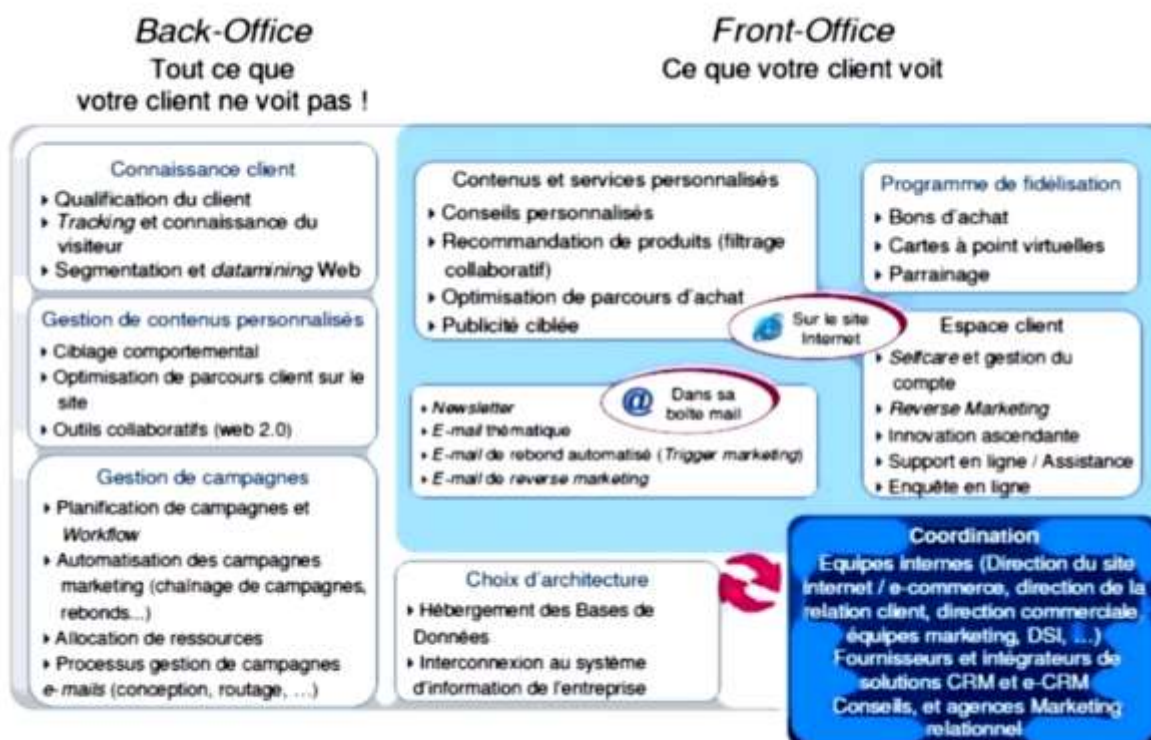 Back-Office
Tout ce que
votre client ne voit pas !
Front-Office
Ce que votre client voit
Connaissance client
Qualification du client
Tracking et connaissance du
visiteur
Segmentation et datamining Web
Gestion de contenus personnalisés
Ciblage comportemental
Optimisation de parcours client sur le
site
Outils collaboratifs (web 2.0)
Gestion de campagnes
Planification de campagnes et
Workflow
Automatisation des campagnes
marketing (chaînage de campagnes,
rebonds...)
Allocation de ressources
Processus gestion de campagnes
e-mails (conception, routage, ...)
Contenus et services personnalisés
Conseils personnalisés
Recommandation de produits (filtrage
collaboratif)
Optimisation de parcours d'achat
Publicité ciblée
Sur le site
Internet
Dans sa
boîte mail
Newsletter
E-mail thématique
E-mail de rebond automatisé (Trigger marketing)
E-mail de reverse marketing
Programme de fidélisation
Bons d'achat
Cartes à point virtuelles
Parrainage
Espace client
Selfcare et gestion du
compte
Reverse Marketing
Innovation ascendante
Support en ligne / Assistance
Enquête en ligne
Choix d'architecture
Hébergement des Bases de
Données
Interconnexion au système
d'information de l'entreprise
Coordination
Equipes internes (Direction du site
Internet / e-commerce, direction de la
relation client, direction commerciale,
équipes marketing, DSI, ...)
Fournisseurs et intégrateurs de
solutions CRM et e-CRM
Conseils, et agences Marketing
relationnel